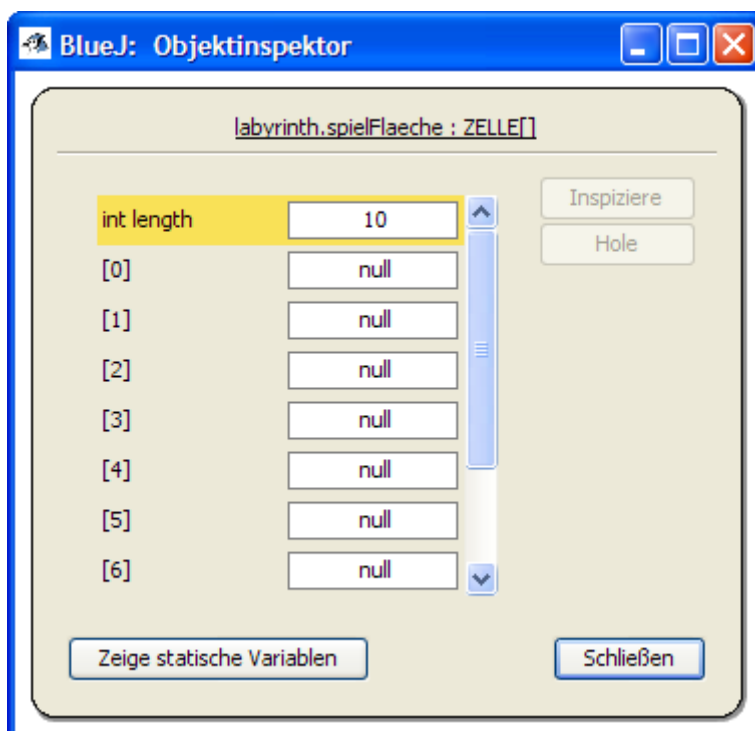 BlueJ: Objektinspektor
labyrinth.spielFlaeche : ZELLE[]
int length 10
[0] null
[1] null
[2] null
[3] null
[4] null
[5] null
[6] null
Inspiziere
Hole
Zeige statische Variablen
Schließen